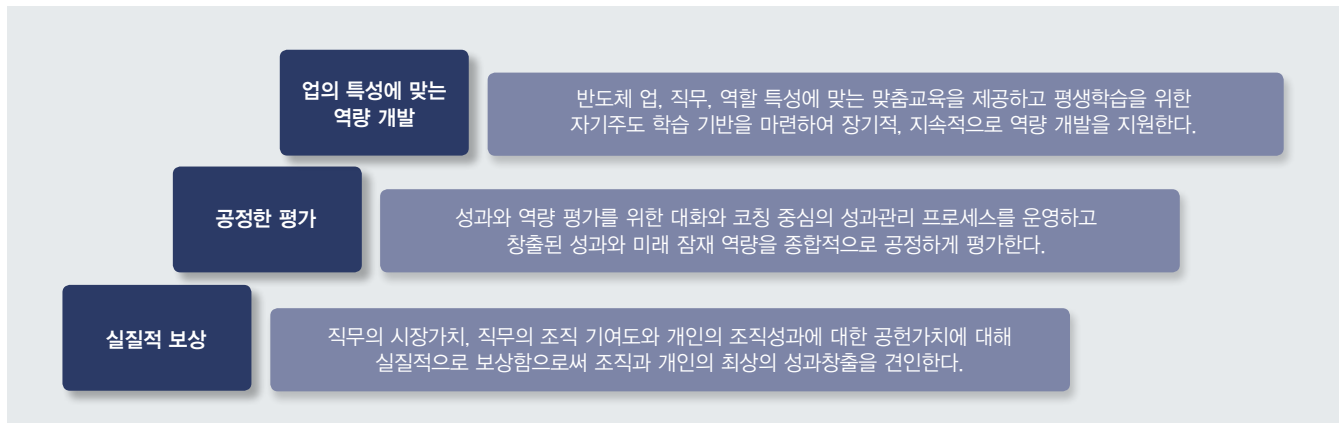 업의 특성에 맞는
역량 개발
반도체 업, 직무, 역할 특성에 맞는 맞춤교육을 제공하고 평생학습을 위한
자기주도 학습 기반을 마련하여 장기적, 지속적으로 역량 개발을 지원한다.
공정한 평가
성과와 역량 평가를 위한 대화와 코칭 중심의 성과관리 프로세스를 운영하고
창출된 성과와 미래 잠재 역량을 종합적으로 공정하게 평가한다.
실질적 보상
직무의 시장가치, 직무의 조직 기여도와 개인의 조직성과에 대한 공헌가치에 대해
실질적으로 보상함으로써 조직과 개인의 최상의 성과창출을 견인한다.